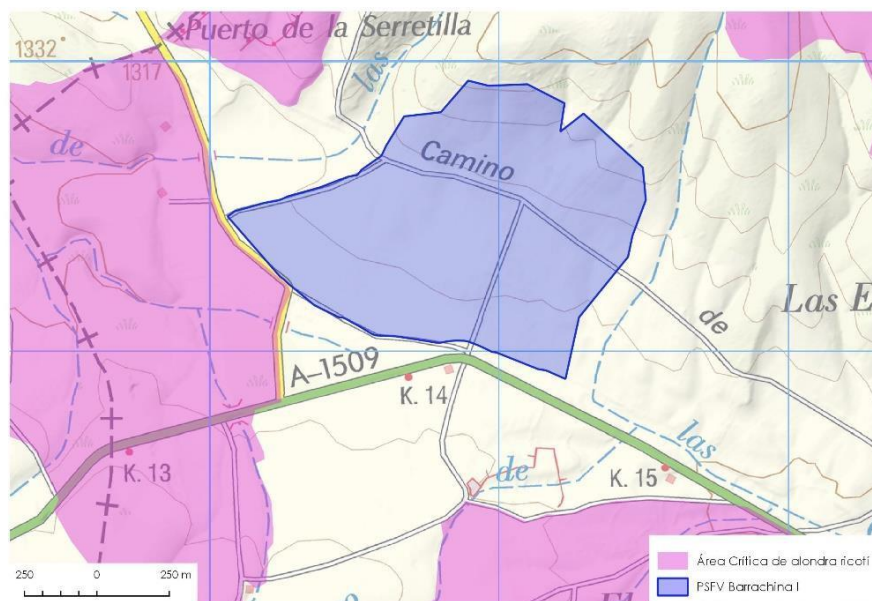 Puerto de la Serretilla
1332
1317
las
de
Camino
Las E
de
A-1509
K. 14
las
K. 13
de
K. 15
El
250 0 250 m
Área Crítica de alondra ricotí
PSFV Barrachina I